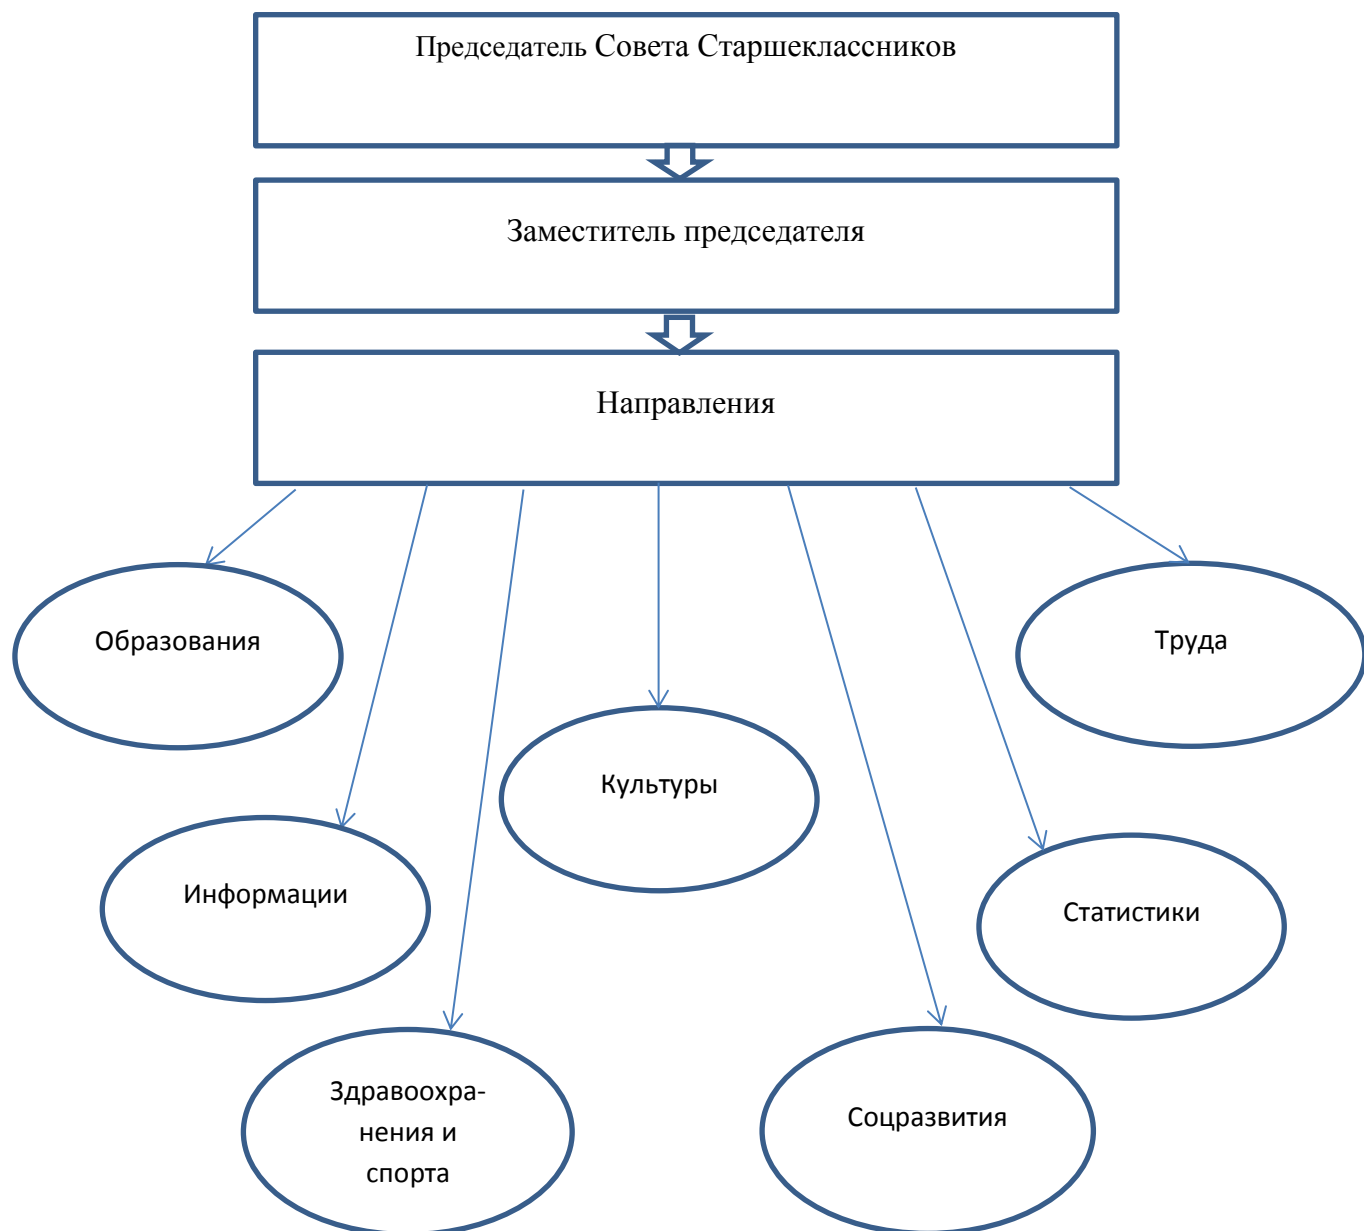 Председатель Совета Старшеклассников
Заместитель председателя
Направления
Образования
Труда
Культуры
Информации
Статистики
Здравоохра-
нения и
спорта
Соцразвития